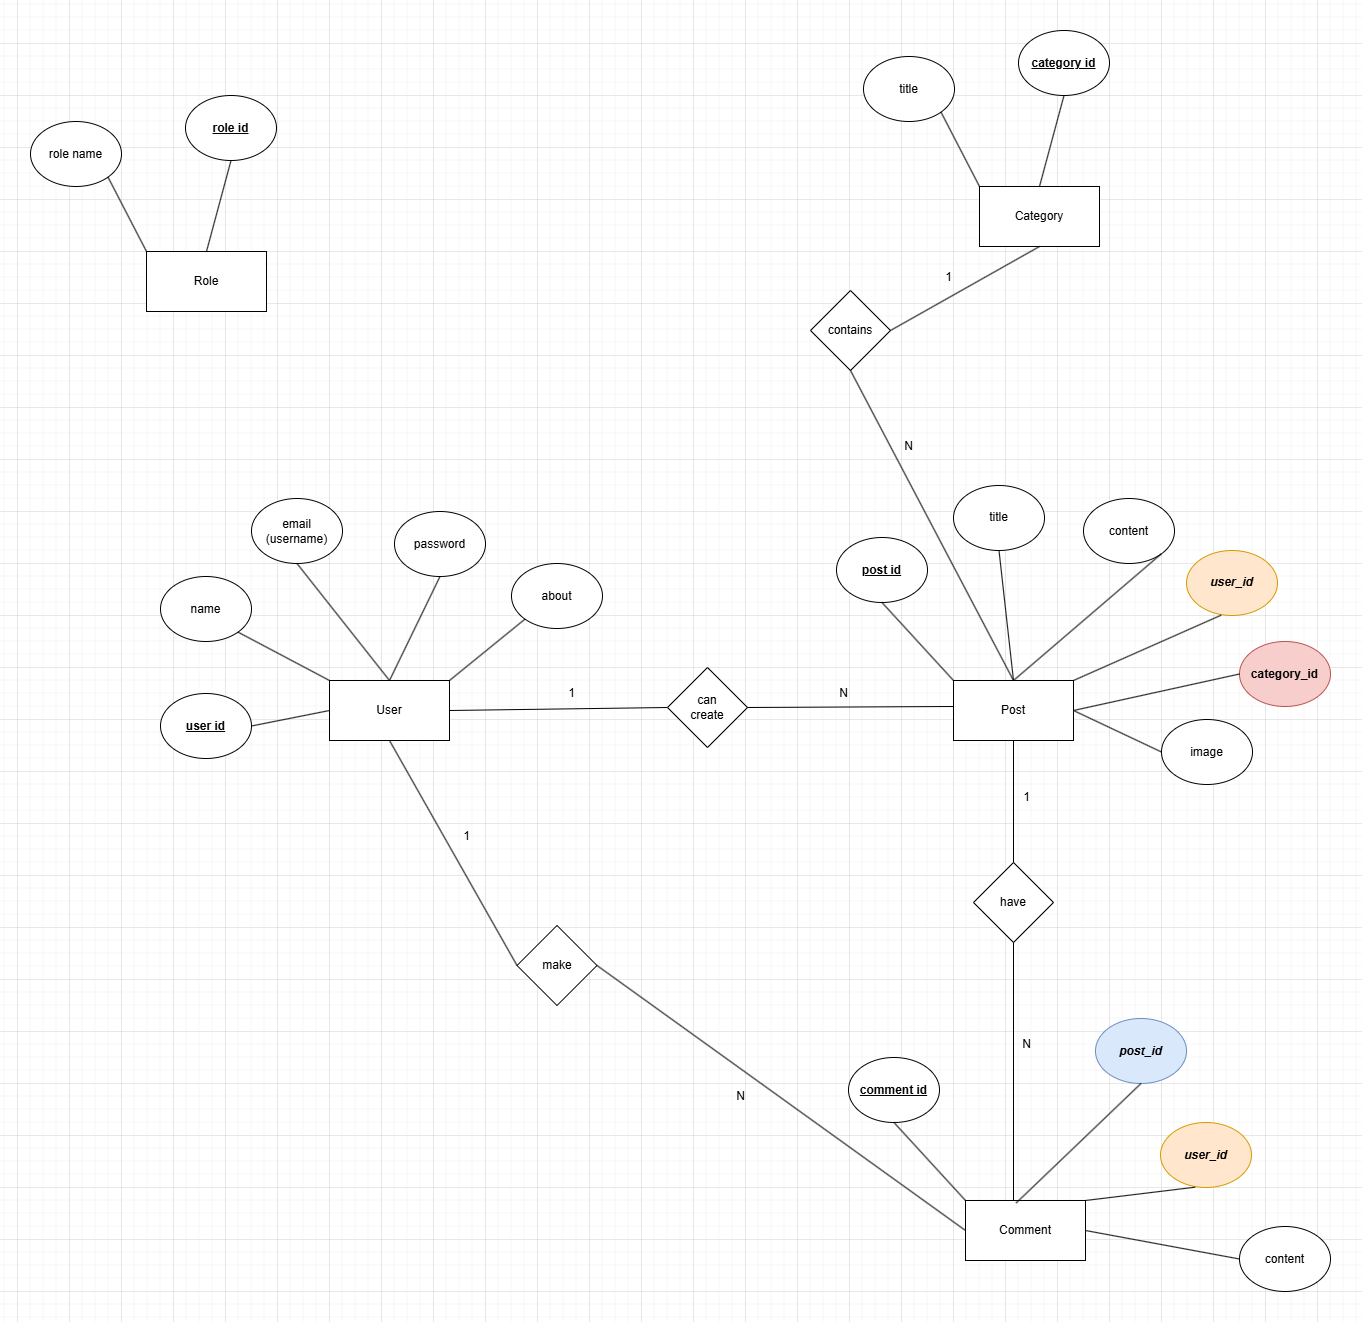 category id
title
role id
role name
Category
Role
1
contains
N
title
email
(username)
content
password
post id
user_id
about
name
category_id
1
N
can
create
User
Post
user id
image
1
1
have
make
N
post_id
N
comment id
user_id
Comment
content